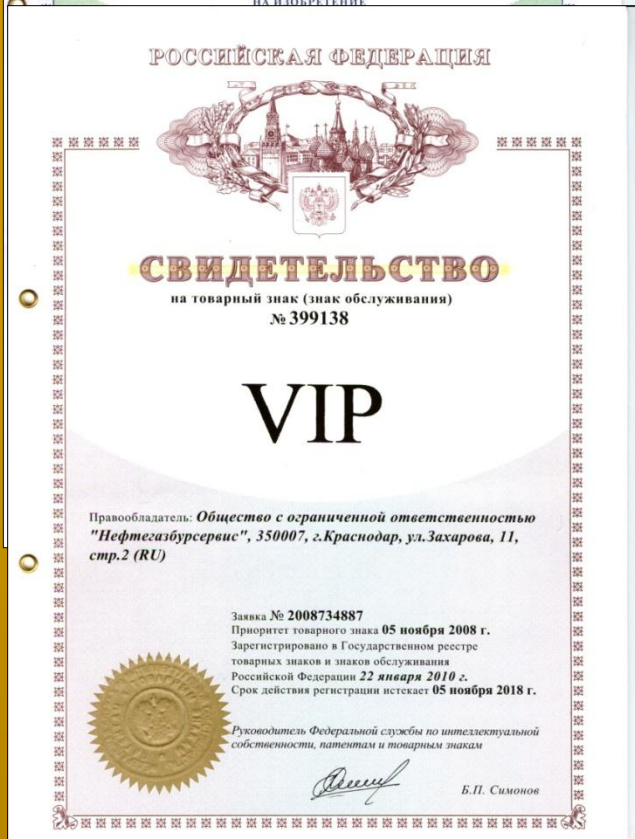 НА ИЗОБРЕТЕНИЕ
РОССИЙСКАЯ ФЕДЕРАЦИЯ
СВИДЕТЕЛЬСТВО
на товарный знак (знак обслуживания)
№ 399138
VIP
Правообладатель: Общество с ограниченной ответственностью
"Нефтегазбурсервис", 350007, г.Краснодар, ул.Захарова, 11,
стр.2 (RU)
Заявка № 2008734887
Приоритет товарного знака 05 ноября 2008 г.
Зарегистрировано в Государственном реестре
товарных знаков и знаков обслуживания
Российской Федерации 22 января 2010 г.
Срок действия регистрации истекает 05 ноября 2018 г.
Руководитель Федеральной службы по интеллектуальной
собственности, патентам и товарным знакам
Б.П. Симонов